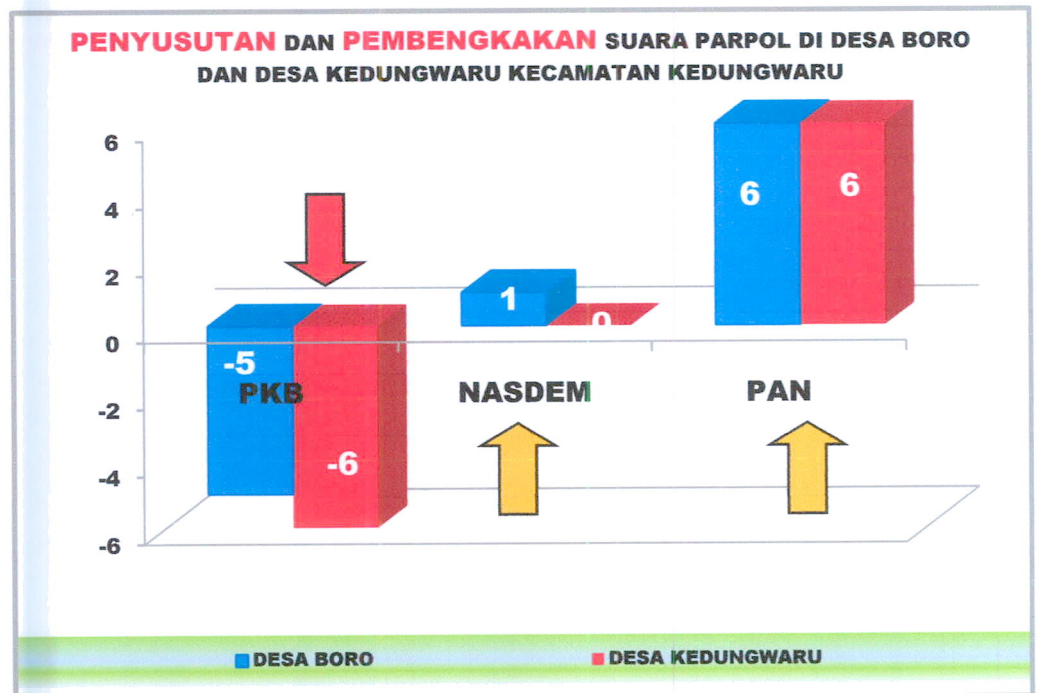 PENYUSUTAN DAN PEMBENGKAKAN SUARA PARPOL DI DESA BORO
DAN DESA KEDUNGWARU KECAMATAN KEDUNGWARU
6
4
2
0
-2
-4
-6
-5
-6
1
0
6
6
PKB
NASDEM
PAN
DESA BORO
DESA KEDUNGWARU